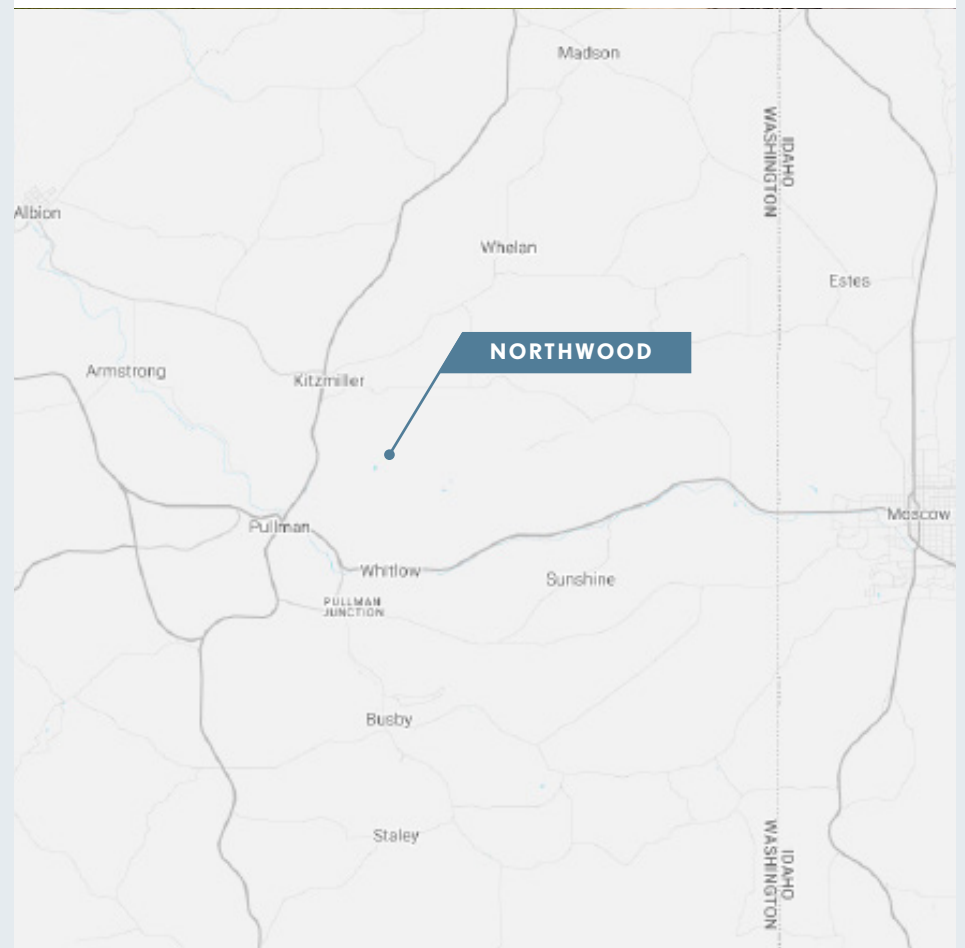 Madson
WASHINGTON
IDAHO
Albion
Whelan
Estes
NORTHWOOD
Armstrong
Kitzmiller
Pullman
Moscow
Whitlow
Sunshine
PULLMAN
JUNCTION
Busby
Staley
WASHINGTON
IDAHO